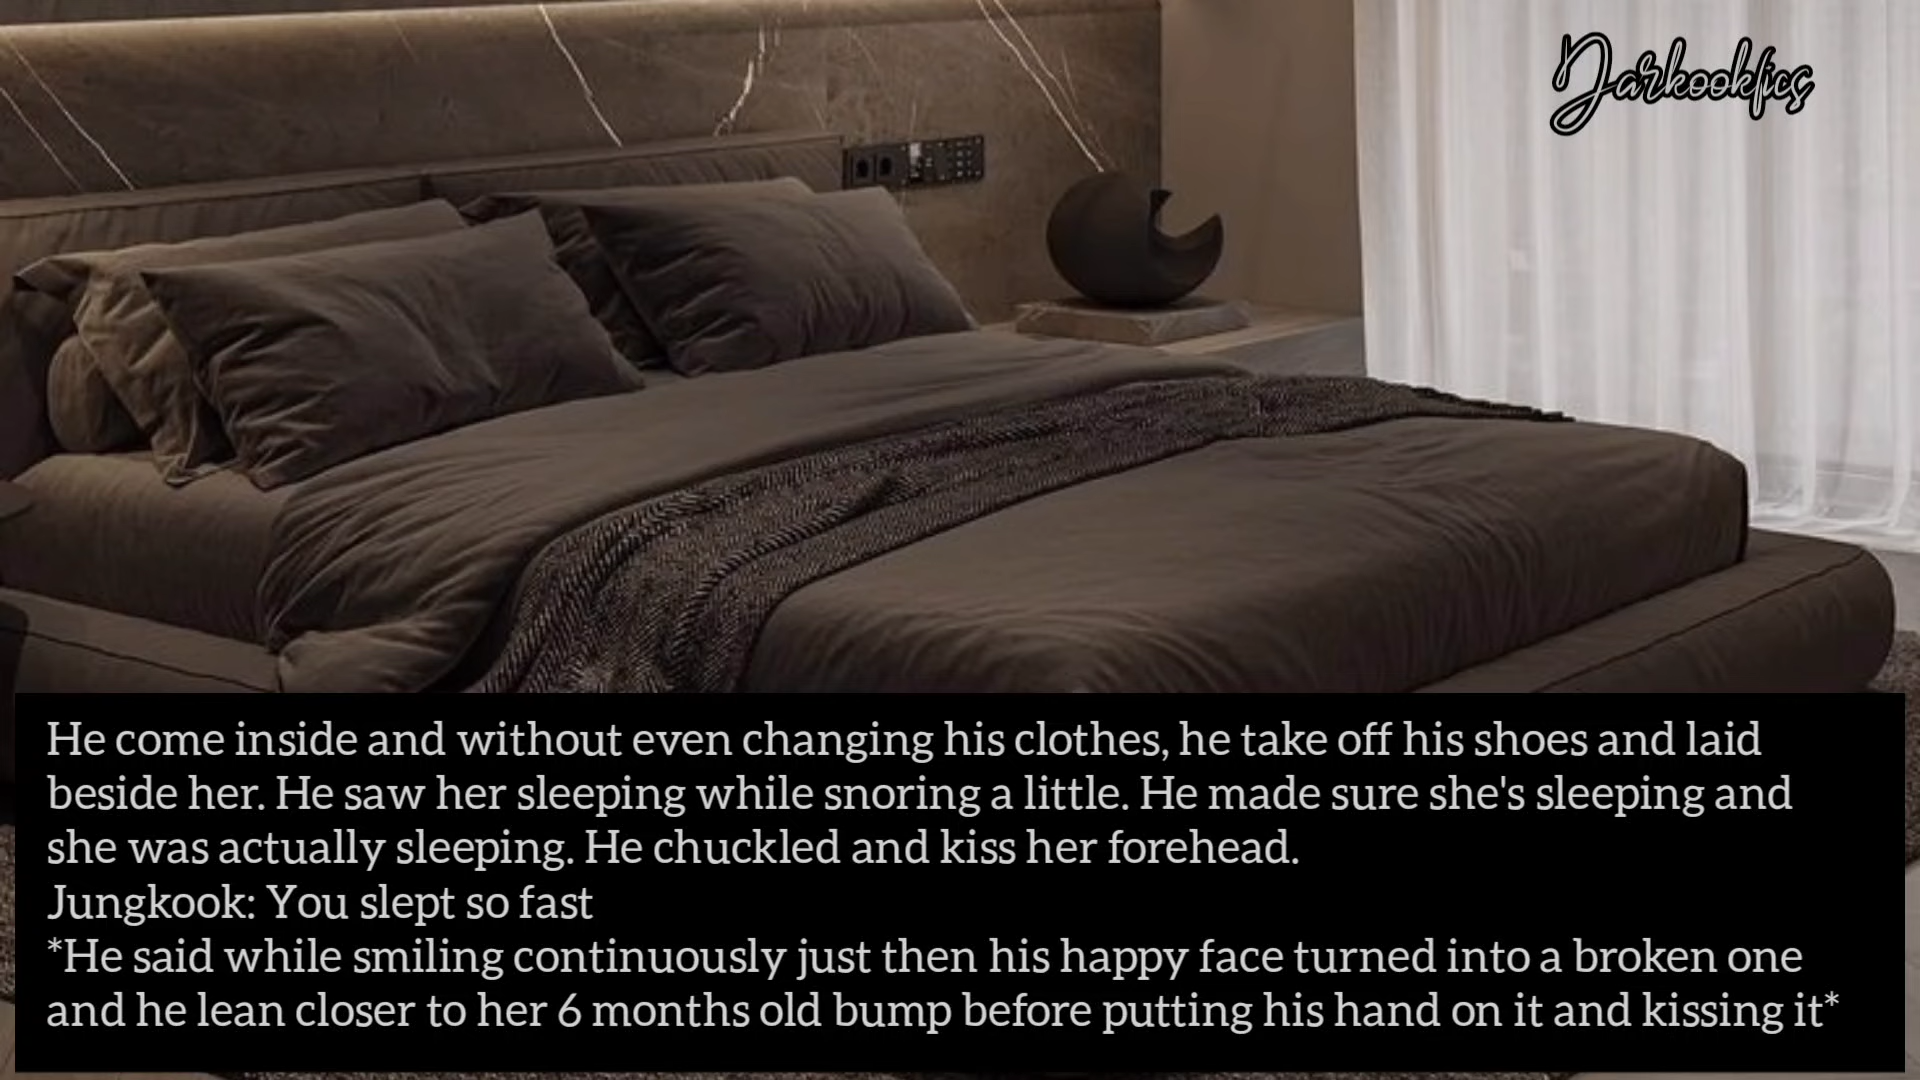 Darkookfics
He come inside and without even changing his clothes, he take off his shoes and laid
beside her. He saw her sleeping while snoring a little. He made sure she's sleeping and
she was actually sleeping. He chuckled and kiss her forehead.
Jungkook: You slept so fast
*He said while smiling continuously just then his happy face turned into a broken one
and he lean closer to her 6 months old bump before putting his hand on it and kissing it*